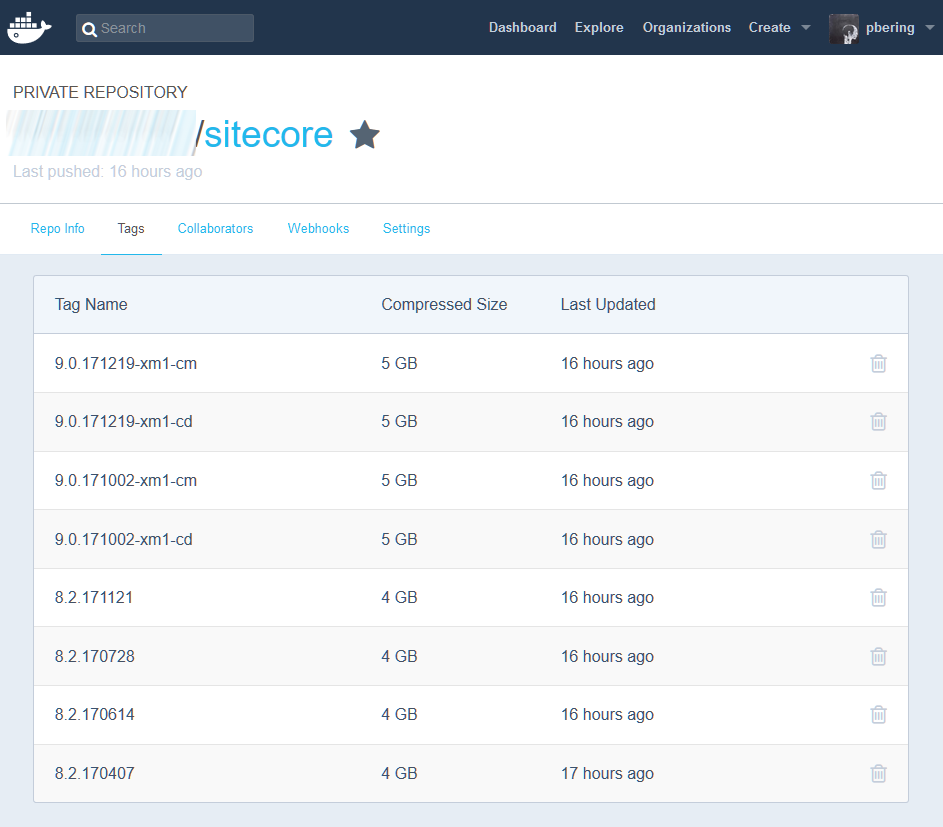 Search
Dashboard Explore Organizations Create pbering
PRIVATE REPOSITORY
/sitecore
Last pushed: 16 hours ago
Repo Info Tags Collaborators Webhooks Settings
Tag Name Compressed Size Last Updated
9.0.171219-xm1-cm 5 GB 16 hours ago
9.0.171219-xm1-cd 5 GB 16 hours ago
9.0.171002-xm1-cm 5 GB 16 hours ago
9.0.171002-xm1-cd 5 GB 16 hours ago
8.2.171121 4 GB 16 hours ago
8.2.170728 4 GB 16 hours ago
8.2.170614 4 GB 16 hours ago
8.2.170407 4 GB 17 hours ago